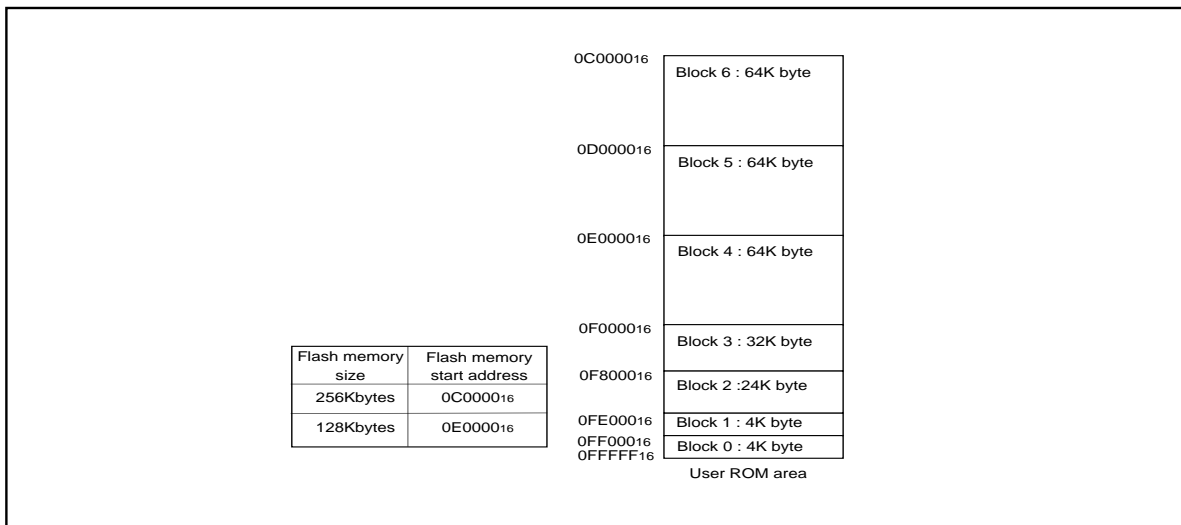 0C000016
Block 6 : 64K byte
0D000016
Block 5 : 64K byte
0E000016
Block 4 : 64K byte
0F000016
Block 3 : 32K byte
0F800016
Block 2 :24K byte
0FE00016
Block 1 : 4K byte
0FF00016
Block 0 : 4K byte
0FFFFF16
User ROM area
Flash memory size
Flash memory start address
256Kbytes
0C000016
128Kbytes
0E000016